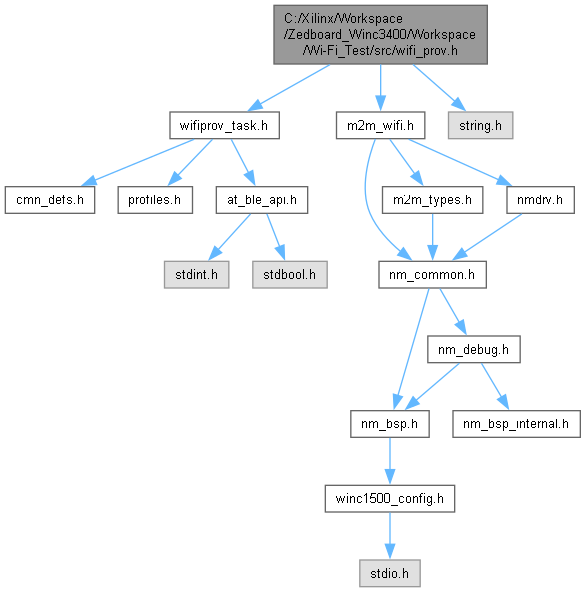 C:/Xilinx/Workspace
/Zedboard_Winc3400/Workspace
/Wi-Fi_Test/src/wifi_prov.h
wifiprov_task.h
m2m_wifi.h
string.h
cmn_defs.h
profiles.h
at_ble_api.h
m2m_types.h
nmdrv.h
stdint.h
stdbool.h
nm_common.h
nm_debug.h
nm_bsp.h
nm_bsp_internal.h
winc1500_config.h
stdio.h